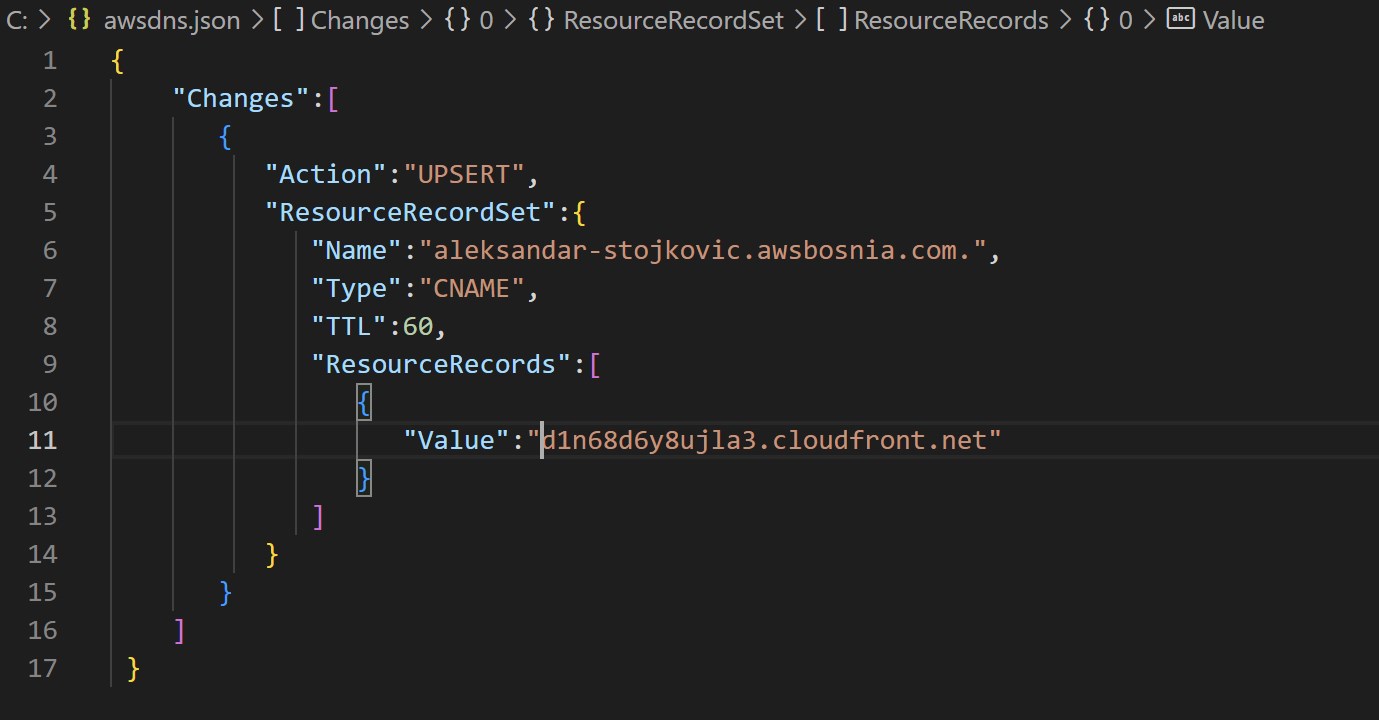 C: > {} awsdns.json > [ ] Changes > {} 0 > {} ResourceRecordSet > [ ] ResourceRecords > {} 0 > abc Value
1 {
2 "Changes":[
3 {
4 "Action":"UPSERT",
5 "ResourceRecordSet":{
6 "Name":"aleksandar-stojkovic.awsbosnia.com.",
7 "Type":"CNAME",
8 "TTL":60,
9 "ResourceRecords":[
10 {
11 "Value":"d1n68d6y8ujla3.cloudfront.net"
12 }
13 ]
14 }
15 }
16 ]
17 }